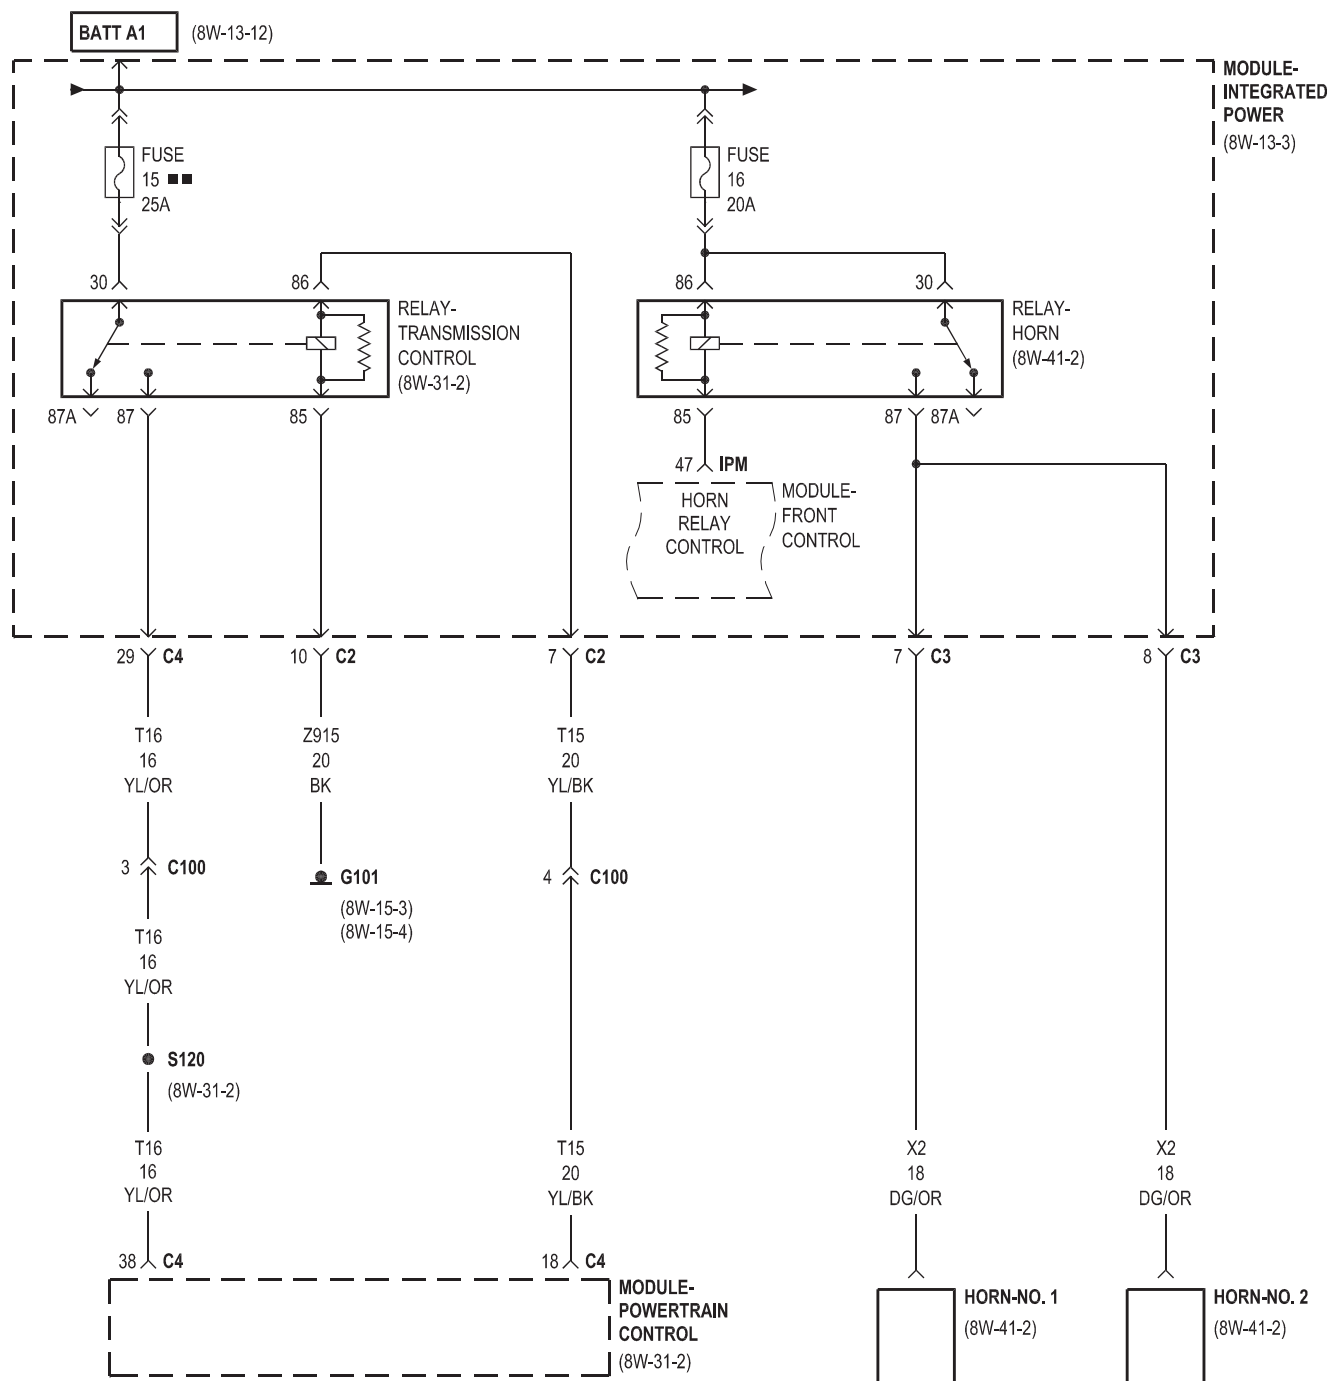 BATT A1 (8W-13-12)
MODULE-
INTEGRATED
POWER
(8W-13-3)
FUSE
15 ■■
25A
FUSE
16
20A
30
86
86
30
RELAY-
TRANSMISSION
CONTROL
(8W-31-2)
RELAY-
HORN
(8W-41-2)
87A
87
85
85
87
87A
47 IPM
HORN
RELAY
CONTROL
MODULE-
FRONT
CONTROL
29 C4
10 C2
7 C2
7 C3
8 C3
T16
16
YL/OR
Z915
20
BK
T15
20
YL/BK
3 C100
G101
(8W-15-3)
(8W-15-4)
4 C100
T16
16
YL/OR
S120
(8W-31-2)
T16
16
YL/OR
T15
20
YL/BK
X2
18
DG/OR
X2
18
DG/OR
38 C4
18 C4
MODULE-
POWERTRAIN
CONTROL
(8W-31-2)
HORN-NO. 1
(8W-41-2)
HORN-NO. 2
(8W-41-2)